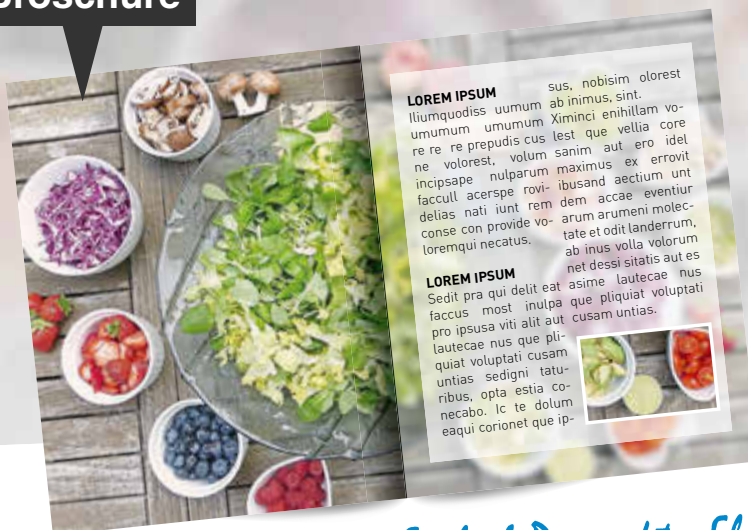 LOREM IPSUM
Iliumquodiss uumum
umumum umumum
re re re prepudis cus
ne volorest, volum
incipsape nulparum
faccull acerspe rovi-
delias nati iunt rem
conse con provide vo-
loremqui necatus.
LOREM IPSUM
Sedit pra qui delit eat
faccus most inulpa
pro ipsusa viti alit aut
lautecae nus que pli-
quiat voluptati cusam
untias sedigni tatu-
ribus, opta estia co-
necabo. Ic te dolum
eaqui corionet que ip-
sus, nobisim olorest
ab inimus, sint.
Ximinci enihillam vo-
lest que vellia core
sanim aut ero idel
maximus ex errovit
ibusand aectium unt
dem accae eventiur
arum arumeni molec-
tate et odit landerrum,
ab inus volla volorum
net dessi sitatis aut es
asime lautecae nus
que pliquiat voluptati
cusam untias.